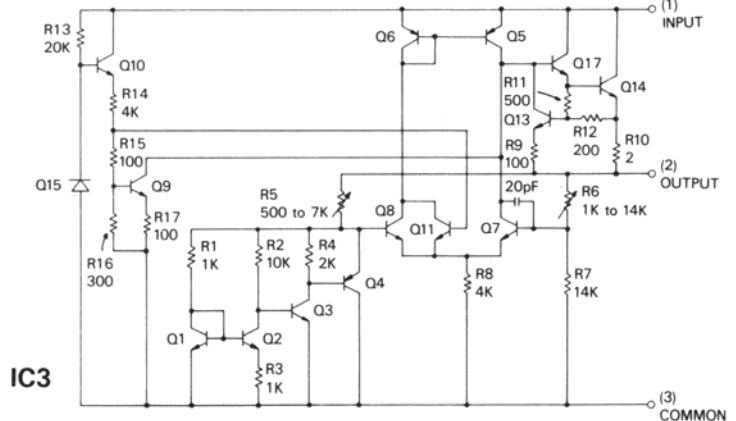 (1)
INPUT
R13
20K
Q10
Q6
Q5
Q17
R14
4K
R11
500
Q14
Q13
R15
100
R12
200
R10
2
R9
100
(2)
OUTPUT
Q15
Q9
R5
500 to 7K
20pF
R6
1K to 14K
R17
100
Q8
Q11
Q7
R16
300
R1
1K
R2
10K
R4
2K
Q4
R8
4K
R7
14K
Q3
Q1
Q2
R3
1K
IC3
(3)
COMMON